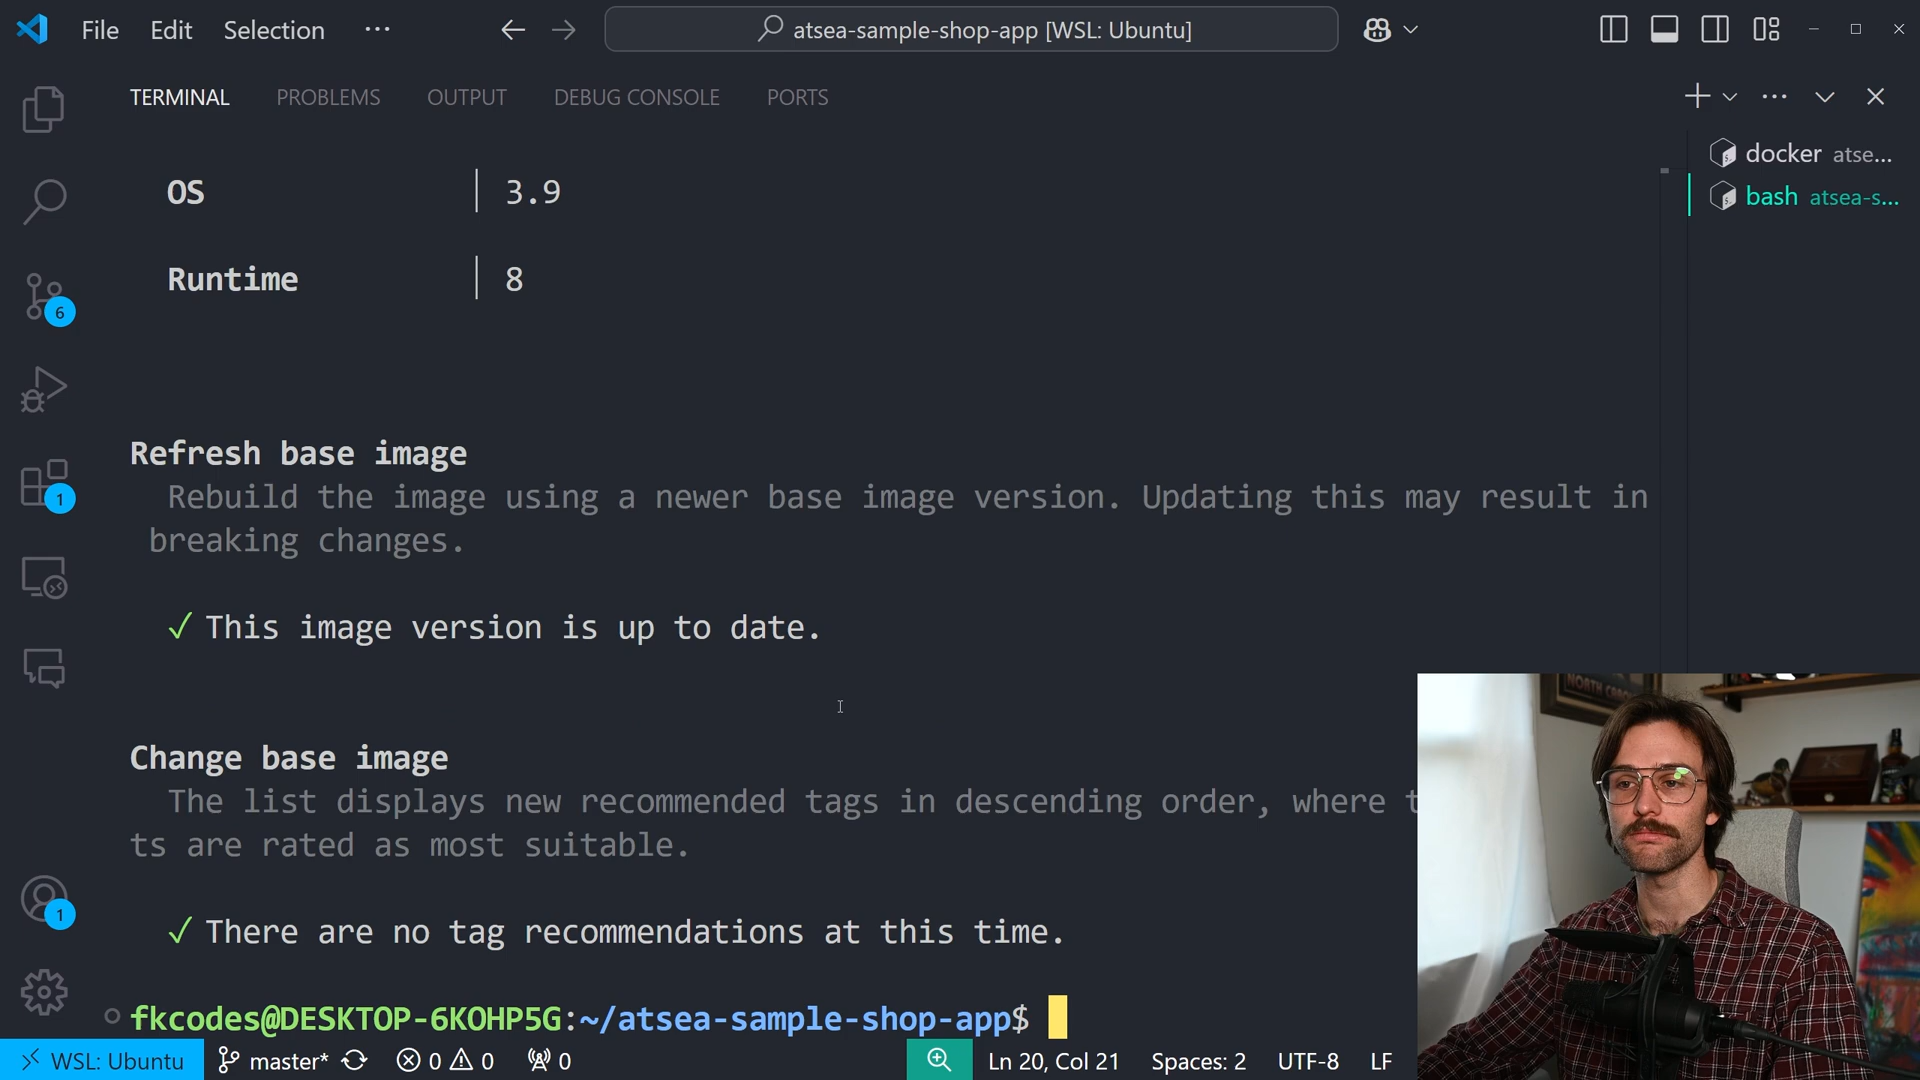 File Edit Selection ···
atsea-sample-shop-app [WSL: Ubuntu]
TERMINAL PROBLEMS OUTPUT DEBUG CONSOLE PORTS
docker atse...
bash atsea-s...
OS | 3.9
Runtime | 8
Refresh base image
Rebuild the image using a newer base image version. Updating this may result in
breaking changes.
✓ This image version is up to date.
Change base image
The list displays new recommended tags in descending order, where t
ts are rated as most suitable.
✓ There are no tag recommendations at this time.
fkcodes@DESKTOP-6KOHP5G:~/atsea-sample-shop-app$
6
1
1
NORTH CARO
WSL: Ubuntu master* 0 0 0 Ln 20, Col 21 Spaces: 2 UTF-8 LF